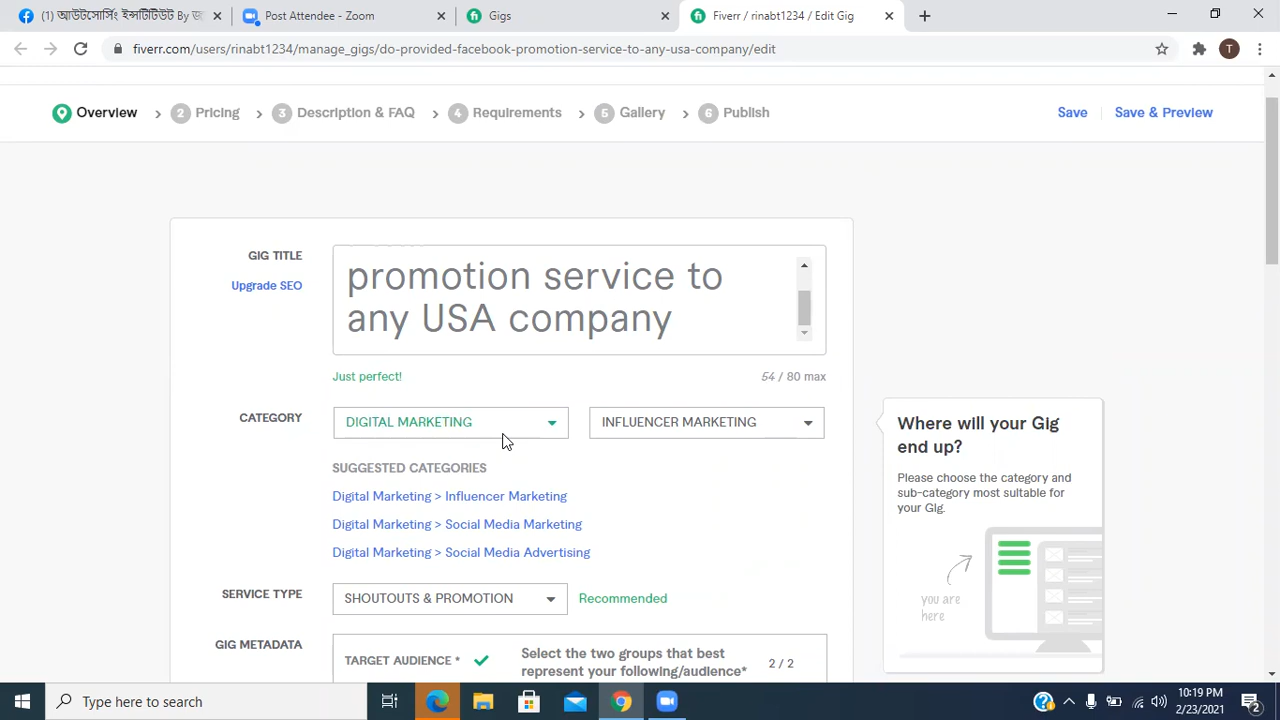 (1) আউটসোর্সিং ইন্সটিটিউট By জ
Post Attendee - Zoom
Gigs
Fiverr / rinabt1234 / Edit Gig
fiverr.com/users/rinabt1234/manage_gigs/do-provided-facebook-promotion-service-to-any-usa-company/edit
T
Overview
2 Pricing
3 Description & FAQ
4 Requirements
5 Gallery
6 Publish
Save
Save & Preview
GIG TITLE
Upgrade SEO
promotion service to
any USA company
Just perfect!
54 / 80 max
CATEGORY
DIGITAL MARKETING
INFLUENCER MARKETING
SUGGESTED CATEGORIES
Digital Marketing > Influencer Marketing
Digital Marketing > Social Media Marketing
Digital Marketing > Social Media Advertising
SERVICE TYPE
SHOUTOUTS & PROMOTION
Recommended
GIG METADATA
TARGET AUDIENCE *
Select the two groups that best
represent your following/audience*
2 / 2
Where will your Gig
end up?
Please choose the category and
sub-category most suitable for
your Gig.
you are
here
Type here to search
10:19 PM
2/23/2021
2